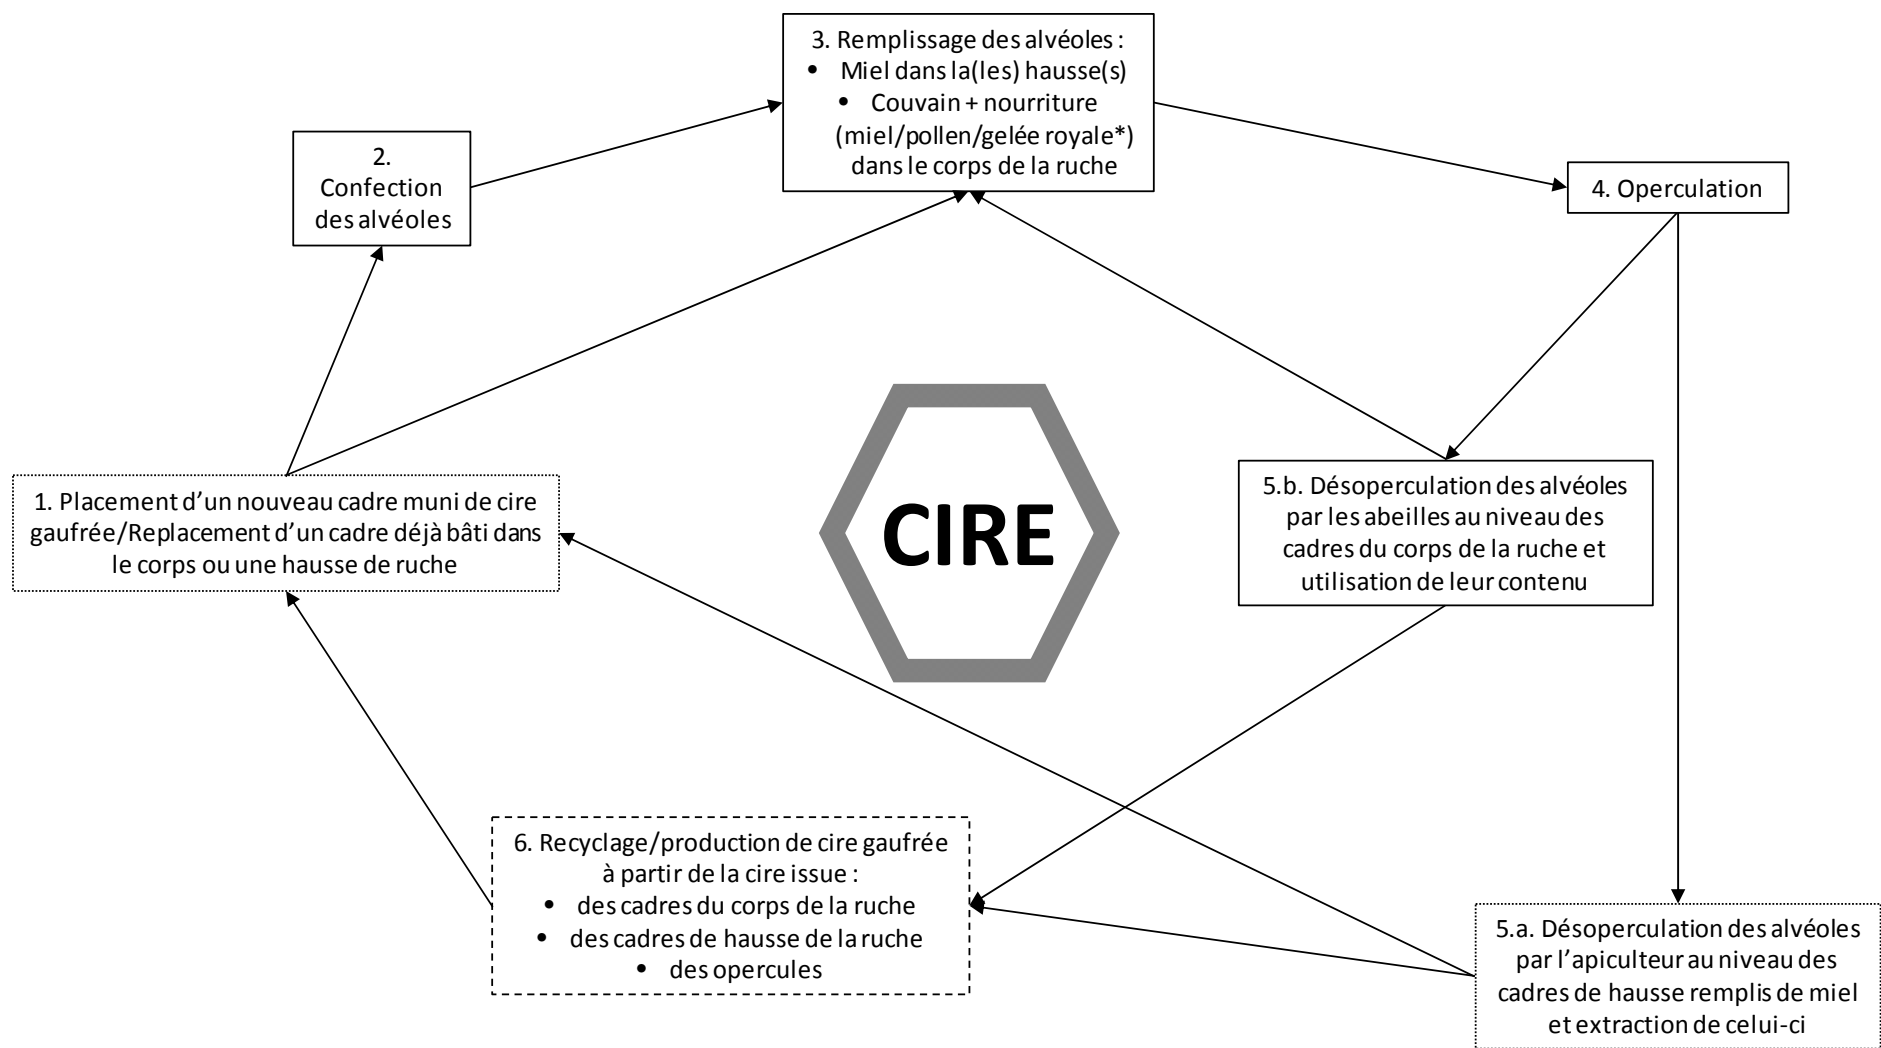 3. Remplissage des alvéoles :
• Miel dans la(les) hausse(s)
• Couvain + nourriture
(miel/pollen/gelée royale*)
dans le corps de la ruche
2.
Confection
des alvéoles
4. Operculation
1. Placement d’un nouveau cadre muni de cire
gaufrée/Replacement d’un cadre déjà bâti dans
le corps ou une hausse de ruche
CIRE
5.b. Désoperculation des alvéoles
par les abeilles au niveau des
cadres du corps de la ruche et
utilisation de leur contenu
6. Recyclage/production de cire gaufrée
à partir de la cire issue :
• des cadres du corps de la ruche
• des cadres de hausse de la ruche
• des opercules
5.a. Désoperculation des alvéoles
par l’apiculteur au niveau des
cadres de hausse remplis de miel
et extraction de celui-ci